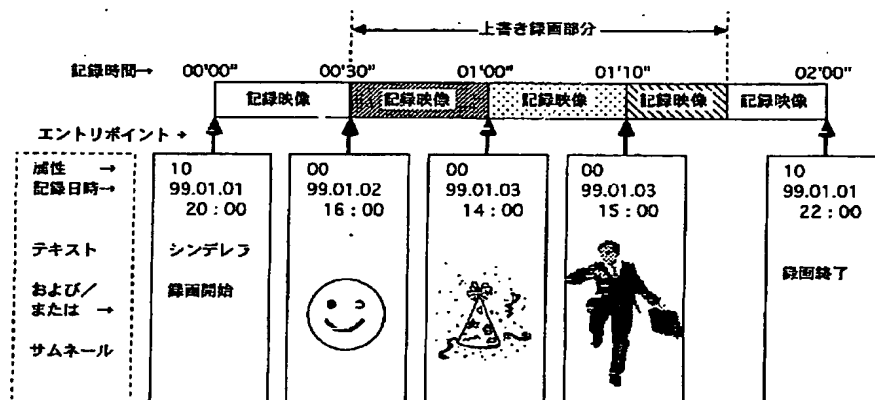 上書き録画部分
記録時間→ 00'00" 00'30" 01'00" 01'10" 02'00"
記録映像 記録映像 記録映像 記録映像 記録映像
エントリポイント→
属性 → 10 00 00 00 10
記録日時→ 99.01.01 99.01.02 99.01.03 99.01.03 99.01.01
20:00 16:00 14:00 15:00 22:00
テキスト シンデレラ
および/ 録画開始 録画終了
または →
サムネール